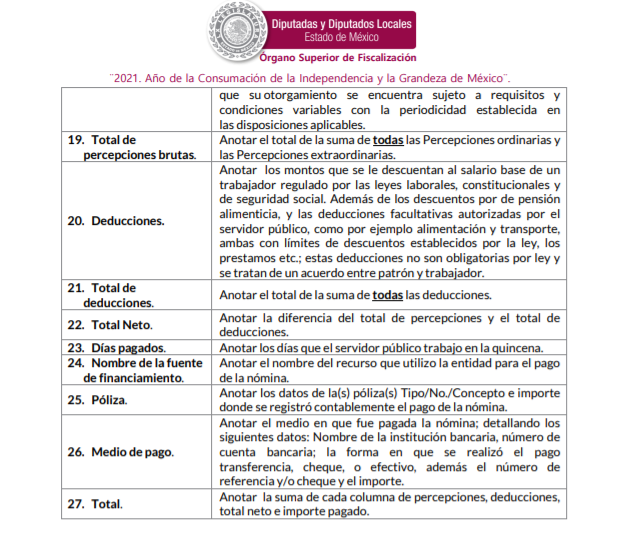 Diputadas y Diputados Locales
Estado de México
Órgano Superior de Fiscalización
¨2021. Año de la Consumación de la Independencia y la Grandeza de México¨.
que su otorgamiento se encuentra sujeto a requisitos y
condiciones variables con la periodicidad establecida en
las disposiciones aplicables.
19. Total de
percepciones brutas.
Anotar el total de la suma de todas las Percepciones ordinarias y
las Percepciones extraordinarias.
20. Deducciones.
Anotar los montos que se le descuentan al salario base de un
trabajador regulado por las leyes laborales, constitucionales y
de seguridad social. Además de los descuentos por de pensión
alimenticia, y las deducciones facultativas autorizadas por el
servidor público, como por ejemplo alimentación y transporte,
ambas con límites de descuentos establecidos por la ley, los
prestamos etc.; estas deducciones no son obligatorias por ley y
se tratan de un acuerdo entre patrón y trabajador.
21. Total de
deducciones.
Anotar el total de la suma de todas las deducciones.
22. Total Neto.
Anotar la diferencia del total de percepciones y el total de
deducciones.
23. Días pagados.
Anotar los días que el servidor público trabajo en la quincena.
24. Nombre de la fuente
de financiamiento.
Anotar el nombre del recurso que utilizo la entidad para el pago
de la nómina.
25. Póliza.
Anotar los datos de la(s) póliza(s) Tipo/No./Concepto e importe
donde se registró contablemente el pago de la nómina.
26. Medio de pago.
Anotar el medio en que fue pagada la nómina; detallando los
siguientes datos: Nombre de la institución bancaria, número de
cuenta bancaria; la forma en que se realizó el pago
transferencia, cheque, o efectivo, además el número de
referencia y/o cheque y el importe.
27. Total.
Anotar la suma de cada columna de percepciones, deducciones,
total neto e importe pagado.